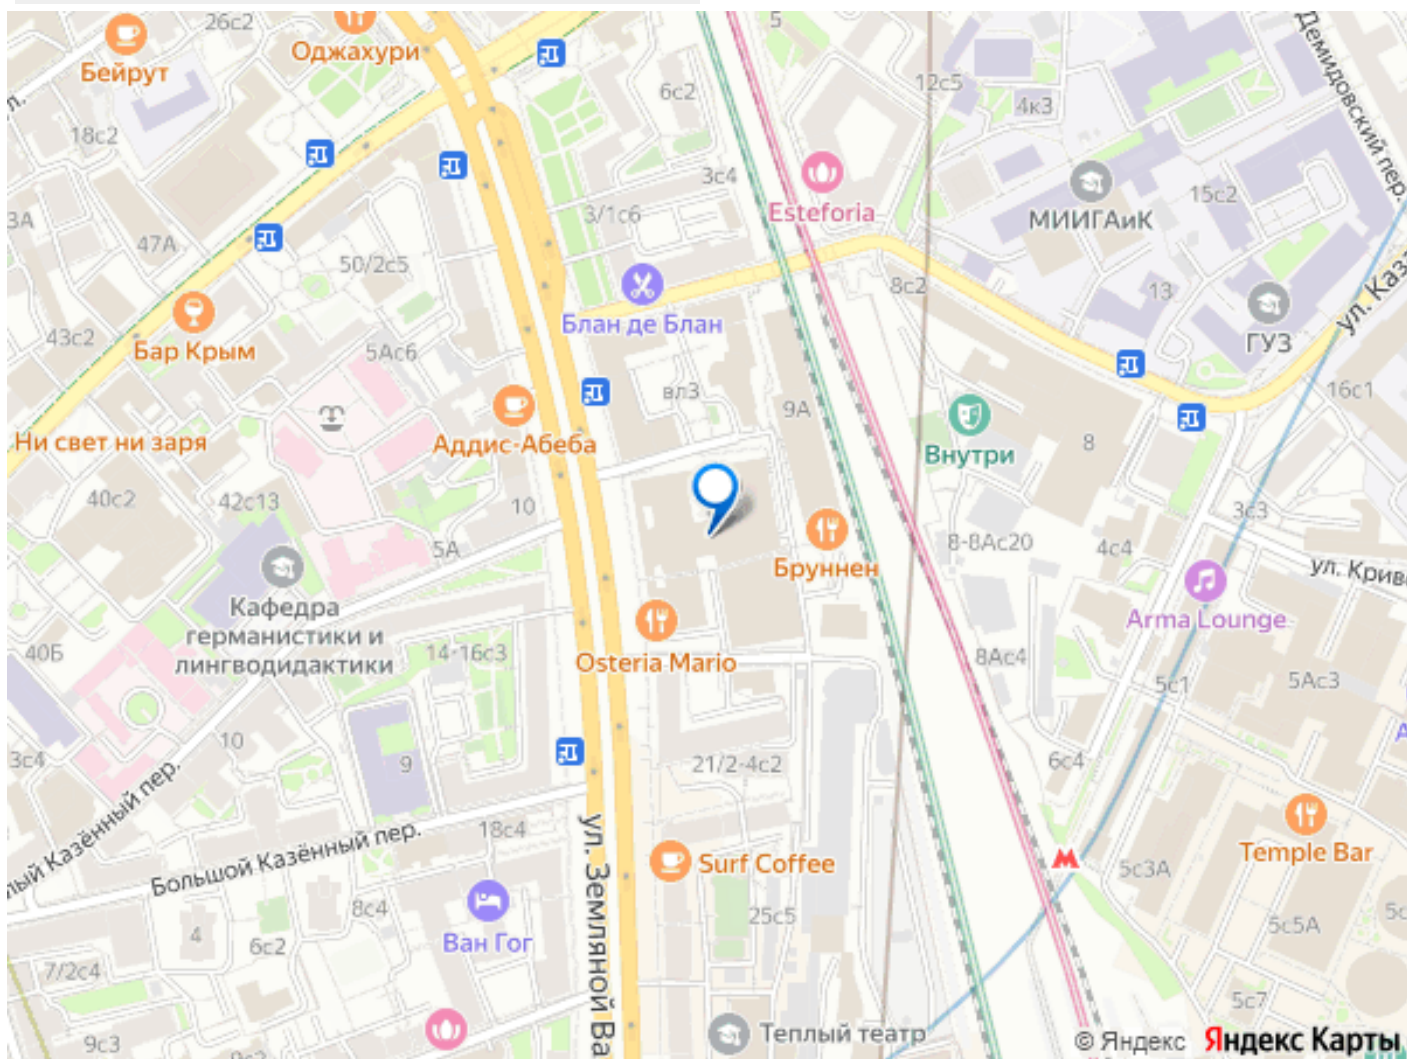 26с2
Оджахури
Бейрут
5
6с2
12с5
4к3
Демидовский пер.
18с2
3с4
Esteforia
МИИГАиК
15с2
3А
47А
3/1с6
50/2с5
8с2
13
ул. Каза
Блан де Блан
43с2
Бар Крым
5Ас6
ГУЗ
вл3
9А
16с1
Ни свет ни заря
Аддис-Абеба
Внутри
8
40с2
42с13
10
3с3
5А
8-8Ас20
4с4
Бруннен
ул. Криво
Кафедра
германистики и
лингводидактики
Arma Lounge
40Б
14-16с3
Osteria Mario
8Ас4
5с1
5Ас3
10
3с4
9
21/2-4с2
6с4
лый Казённый пер.
Большой Казённый пер.
18с4
ул. Земляной Ва
Surf Coffee
5с3А
Temple Bar
8с4
25с5
4
6с2
Ван Гог
5с5А
7/2с4
5с7
9с3
6с2
Теплый театр
© Яндекс Яндекс Карты